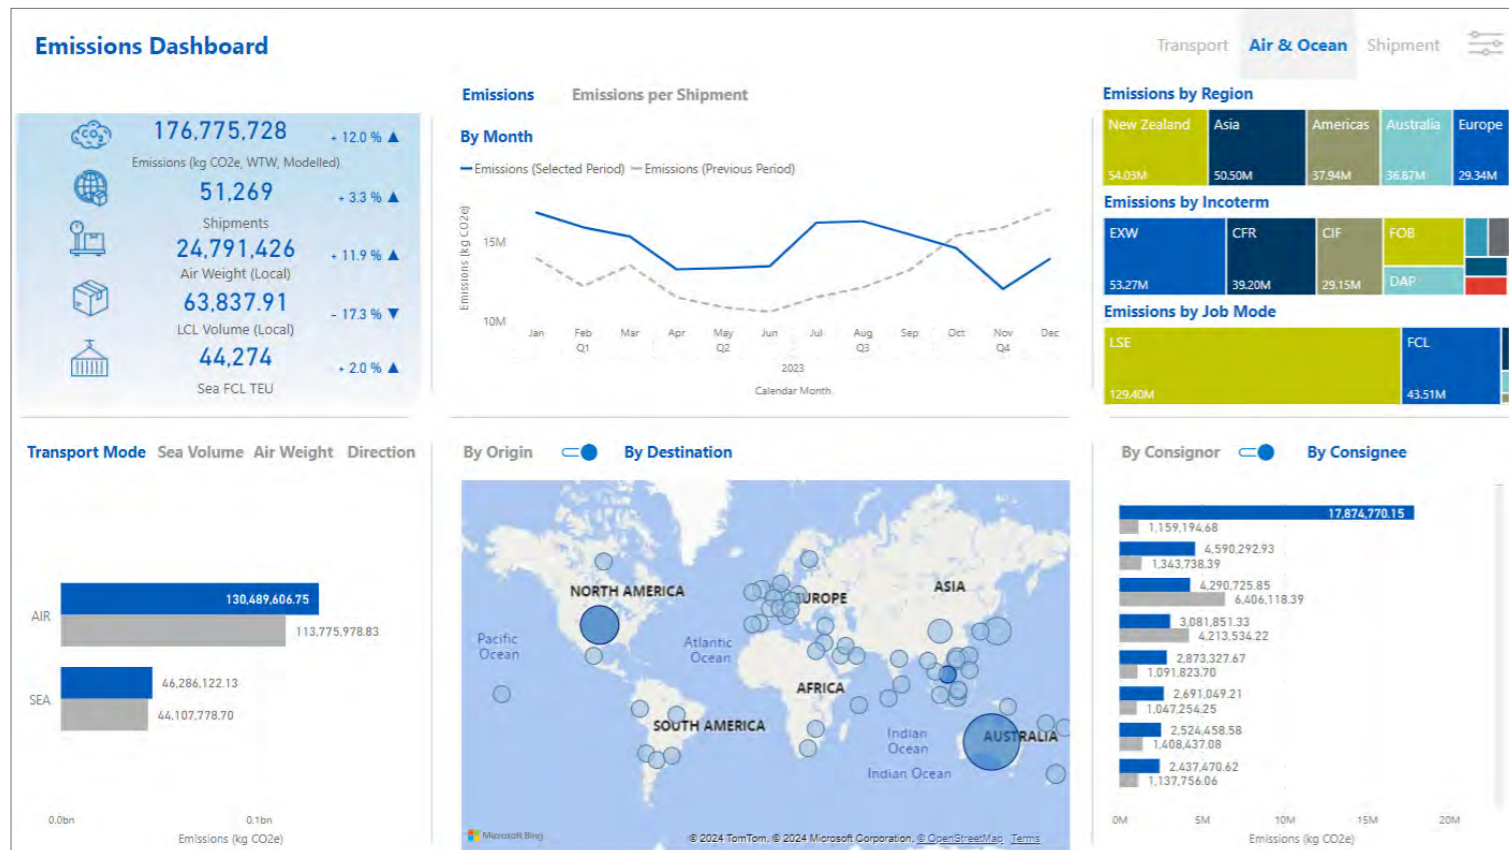 Emissions Dashboard
Transport Air & Ocean Shipment
176,775,728 + 12.0 % ▲
Emissions (kg CO2e, WTW, Modelled)
51,269 + 3.3 % ▲
Shipments
24,791,426 + 11.9 % ▲
Air Weight (Local)
63,837.91 - 17.3 % ▼
LCL Volume (Local)
44,274 + 2.0 % ▲
Sea FCL TEU
Emissions Emissions per Shipment
By Month
Emissions (Selected Period) Emissions (Previous Period)
Emissions (kg CO2e)
15M
10M
Jan Feb Mar Apr May Jun Jul Aug Sep Oct Nov Dec
Q1 Q2 Q3 Q4
2023
Calendar Month
Emissions by Region
New Zealand Asia Americas Australia Europe
54.03M 50.50M 37.94M 36.87M 29.34M
Emissions by Incoterm
EXW CFR CIF FOB
DAP
53.27M 39.20M 29.15M
Emissions by Job Mode
LSE FCL
129.40M 43.51M
Transport Mode Sea Volume Air Weight Direction
AIR
130,489,606.75
113,775,978.83
SEA
46,286,122.13
44,107,778.70
0.0bn 0.1bn
Emissions (kg CO2e)
By Origin By Destination
NORTH AMERICA
EUROPE
ASIA
Pacific
Ocean
Atlantic
Ocean
AFRICA
SOUTH AMERICA
Indian
Ocean
AUSTRALIA
Indian Ocean
Microsoft Bing
© 2024 TomTom, © 2024 Microsoft Corporation, © OpenStreetMap Terms
By Consignor By Consignee
17,874,770.15
1,159,194.68
4,590,292.93
1,343,738.39
4,290,725.85
6,406,118.39
3,081,851.33
4,213,534.22
2,873,327.67
1,091,823.70
2,691,049.21
1,047,254.25
2,524,458.58
1,408,437.08
2,437,470.62
1,137,756.06
0M 5M 10M 15M 20M
Emissions (kg CO2e)